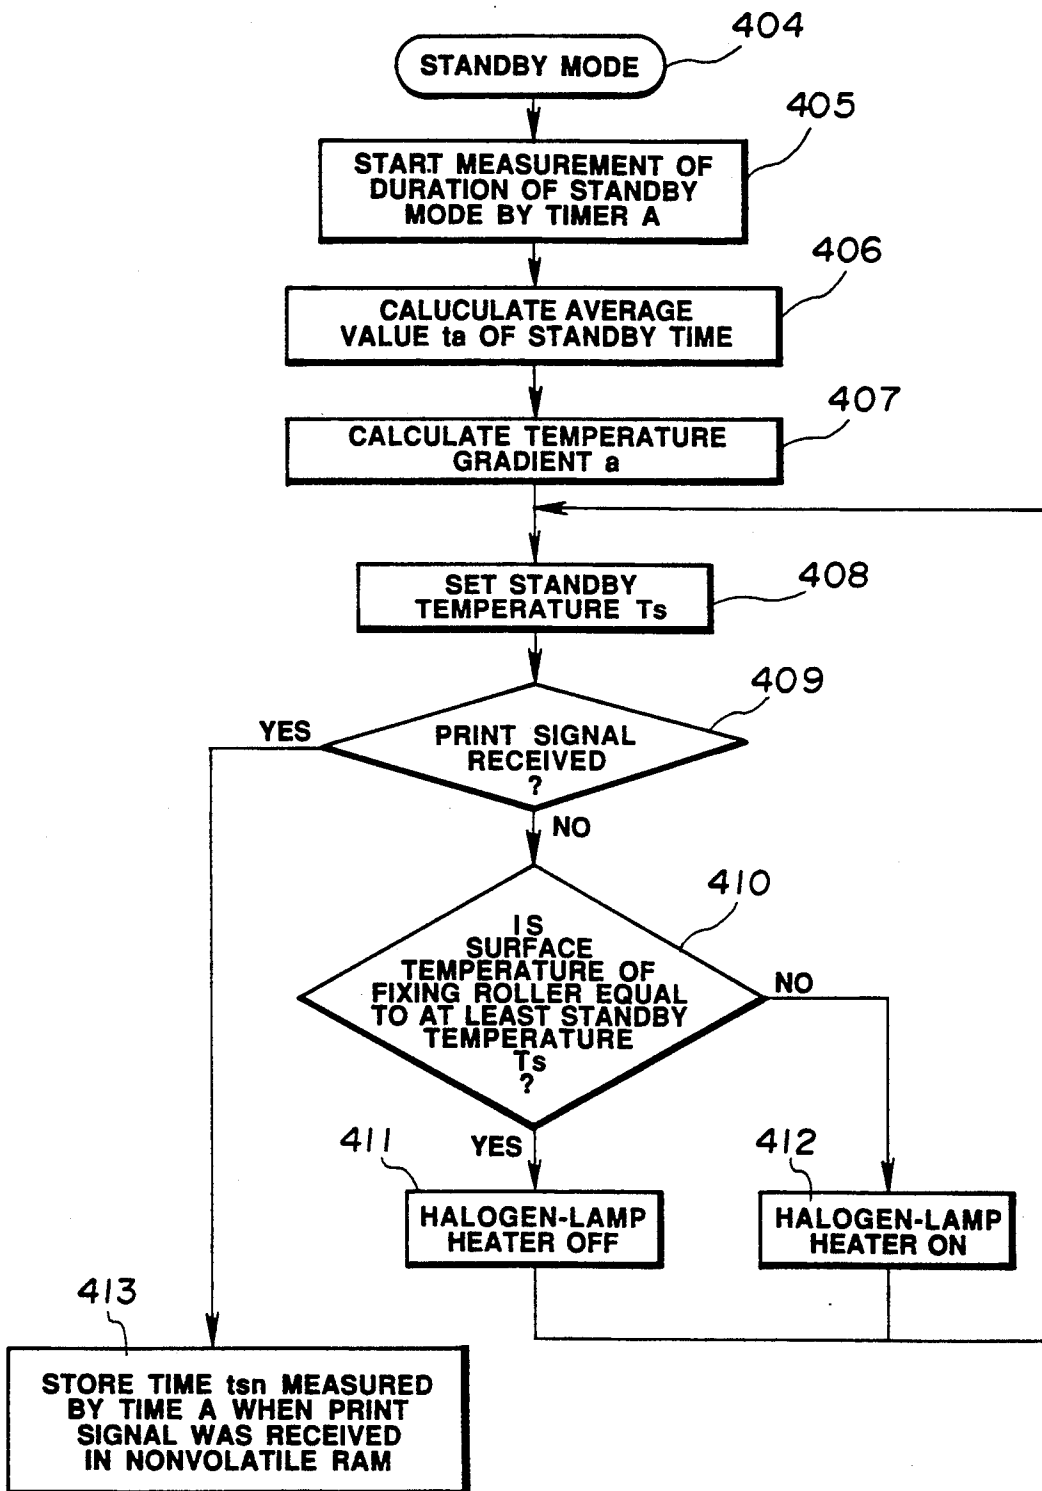 404
STANDBY MODE
405
START MEASUREMENT OF
DURATION OF STANDBY
MODE BY TIMER A
406
CALUCULATE AVERAGE
VALUE ta OF STANDBY TIME
407
CALCULATE TEMPERATURE
GRADIENT a
408
SET STANDBY
TEMPERATURE Ts
409
YES
PRINT SIGNAL
RECEIVED
?
NO
410
IS
SURFACE
TEMPERATURE OF
FIXING ROLLER EQUAL
TO AT LEAST STANDBY
TEMPERATURE
Ts
?
NO
YES
411
HALOGEN-LAMP
HEATER OFF
412
HALOGEN-LAMP
HEATER ON
413
STORE TIME tsn MEASURED
BY TIME A WHEN PRINT
SIGNAL WAS RECEIVED
IN NONVOLATILE RAM